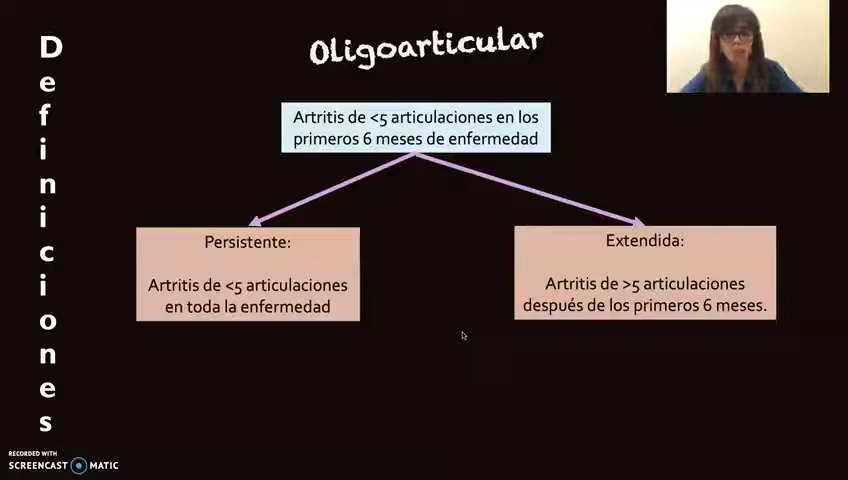 Definiciones
Oligoarticular
Artritis de <5 articulaciones en los
primeros 6 meses de enfermedad
Persistente:
Artritis de <5 articulaciones
en toda la enfermedad
Extendida:
Artritis de >5 articulaciones
después de los primeros 6 meses.
RECORDED WITH
SCREENCAST MATIC